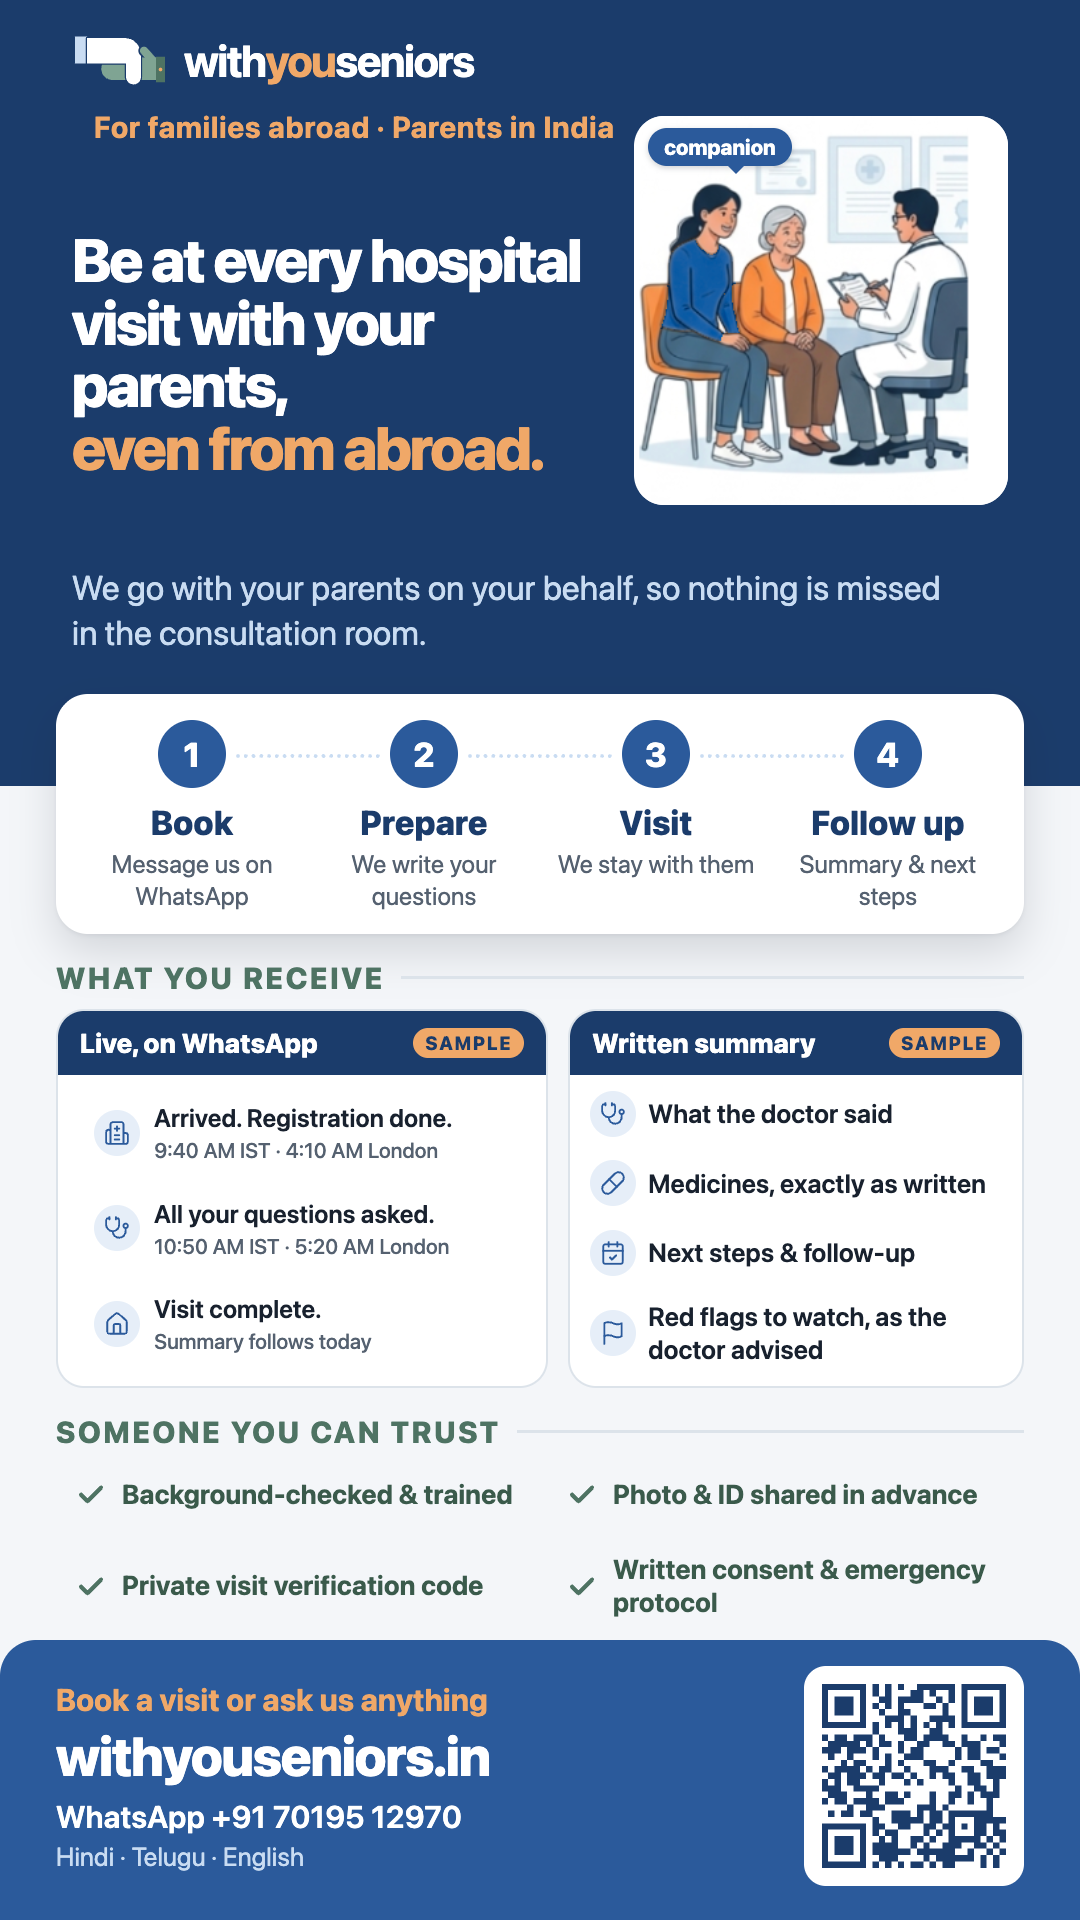 withyouseniors
For families abroad · Parents in India
companion
Be at every hospital
visit with your
parents,
even from abroad.
We go with your parents on your behalf, so nothing is missed
in the consultation room.
1
Book
Message us on
WhatsApp
2
Prepare
We write your
questions
3
Visit
We stay with them
4
Follow up
Summary & next
steps
WHAT YOU RECEIVE
Live, on WhatsApp
SAMPLE
Arrived. Registration done.
9:40 AM IST · 4:10 AM London
All your questions asked.
10:50 AM IST · 5:20 AM London
Visit complete.
Summary follows today
Written summary
SAMPLE
What the doctor said
Medicines, exactly as written
Next steps & follow-up
Red flags to watch, as the
doctor advised
SOMEONE YOU CAN TRUST
Background-checked & trained
Photo & ID shared in advance
Private visit verification code
Written consent & emergency
protocol
Book a visit or ask us anything
withyouseniors.in
WhatsApp +91 70195 12970
Hindi · Telugu · English